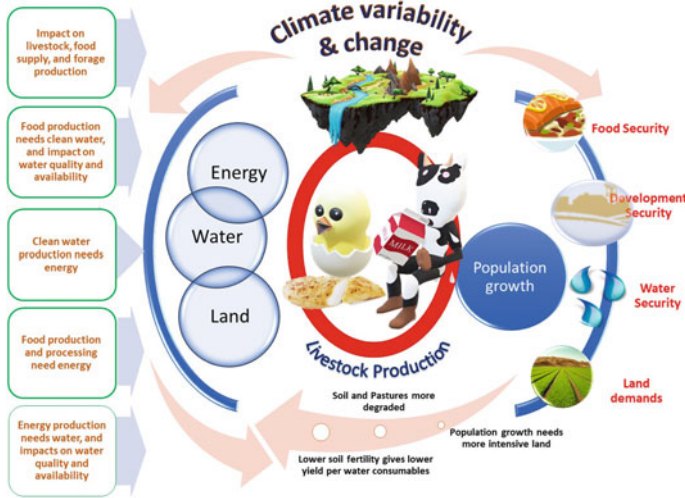 Climate variability
& change
Impact on
livestock, food
supply, and forage
production
Food production
needs clean water,
and impact on
water quality and
availability
Clean water
production needs
energy
Food production
and processing
need energy
Energy production
needs water, and
impacts on water
quality and
availability
Energy
Water
Land
MILK
Livestock Production
Population
growth
Food Security
Development
Security
Water
Security
Land
demands
Soil and Pastures more
degraded
Population growth needs
more intensive land
Lower soil fertility gives lower
yield per water consumables